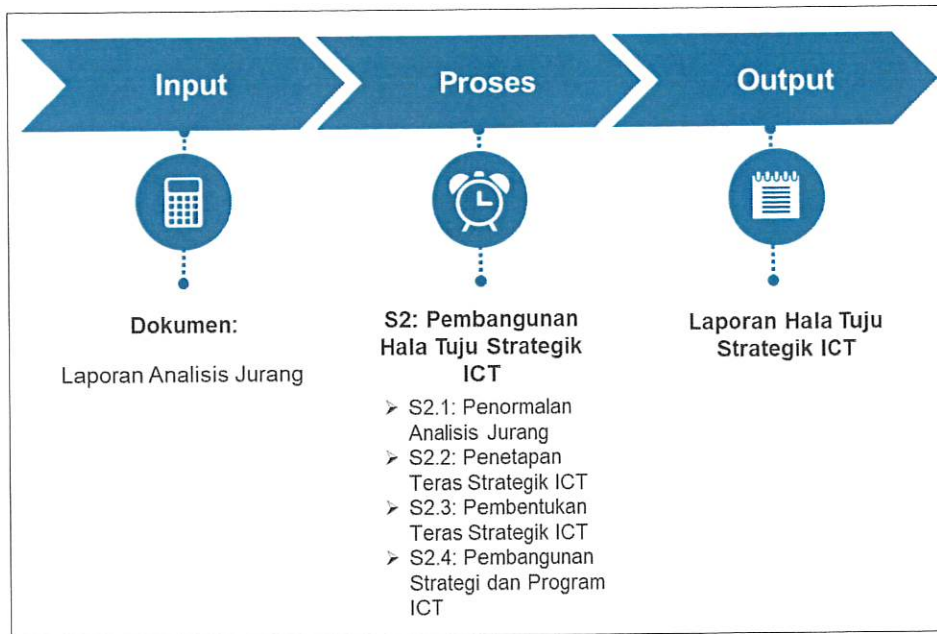 Input
Proses
Output
Dokumen:
Laporan Analisis Jurang
S2: Pembangunan
Hala Tuju Strategik
ICT
➢ S2.1: Penormalan
Analisis Jurang
➢ S2.2: Penetapan
Teras Strategik ICT
➢ S2.3: Pembentukan
Teras Strategik ICT
➢ S2.4: Pembangunan
Strategi dan Program
ICT
Laporan Hala Tuju
Strategik ICT